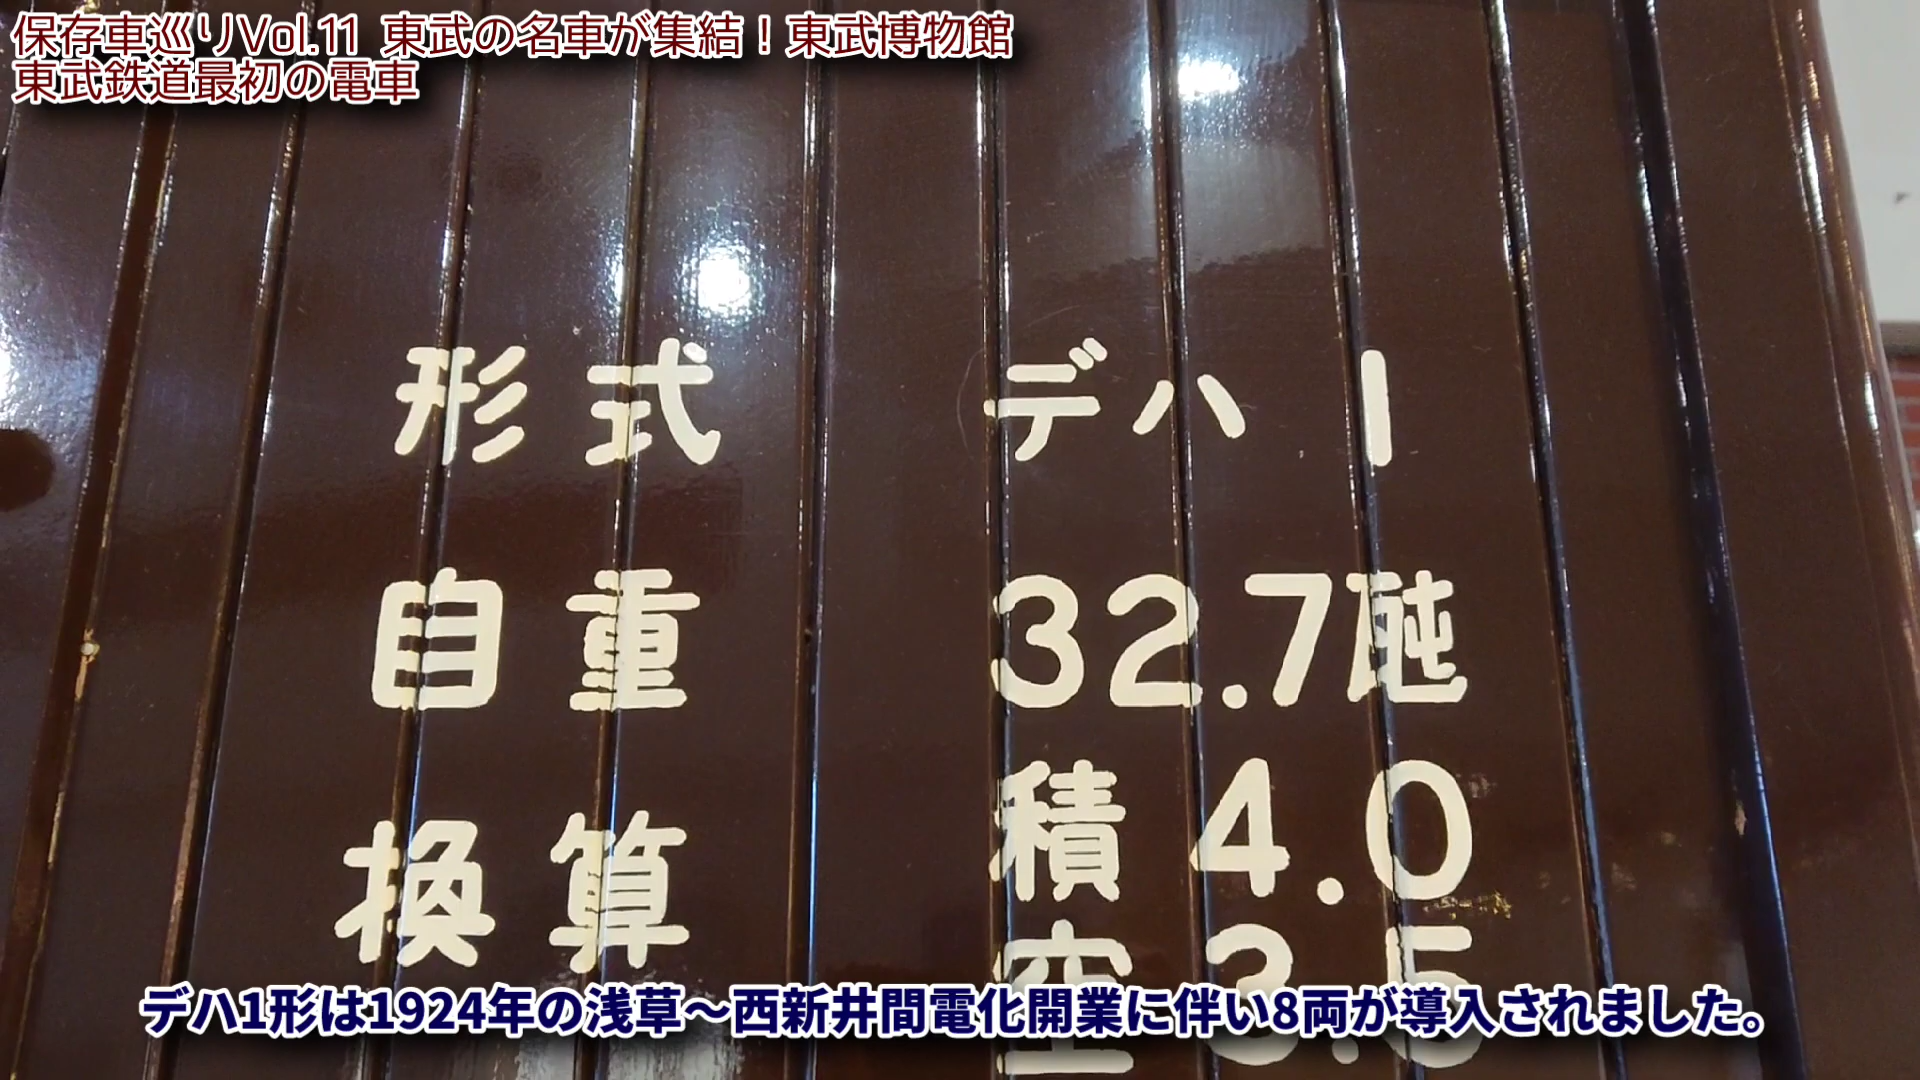 保存車巡りVol.11 東武の名車が集結！東武博物館
東武鉄道最初の電車
形式 デハ1
自重 32.7瓲
換算 積4.0
空3.5
デハ1形は1924年の浅草～西新井間電化開業に伴い8両が導入されました。